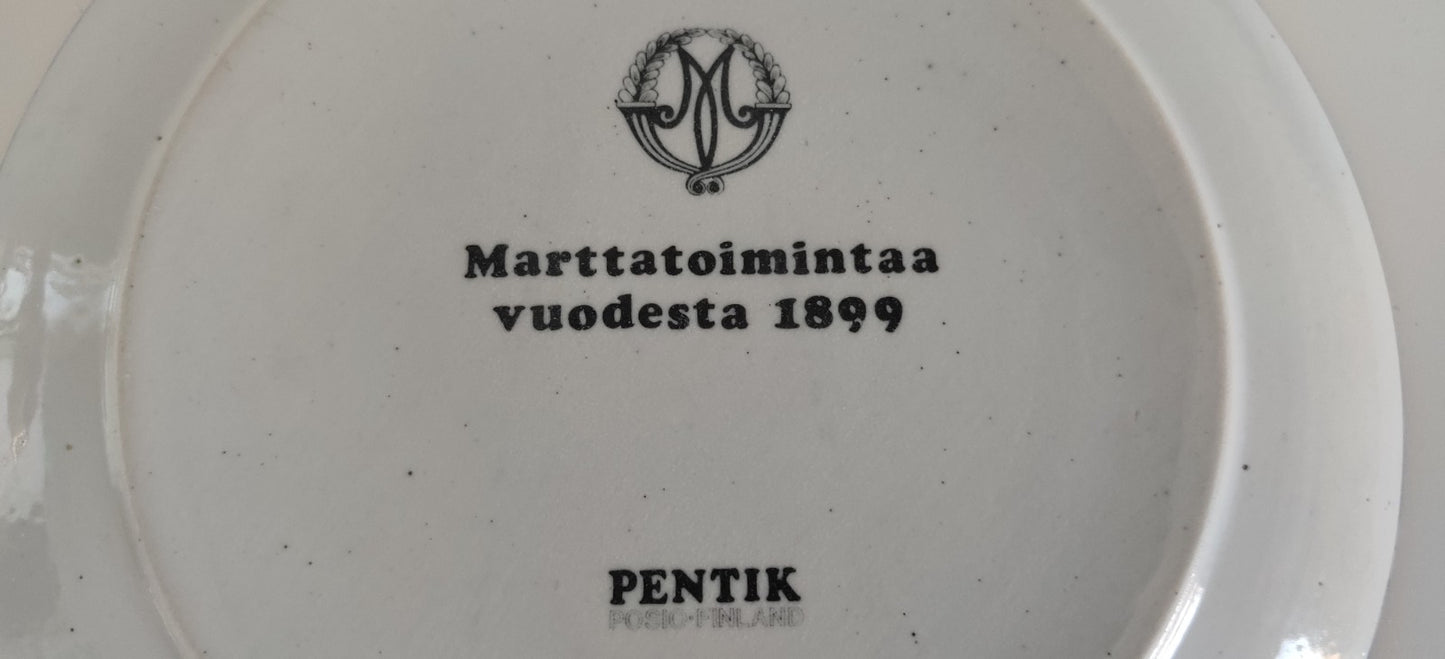 M
Marttatoimintaa
vuodesta 1899
PENTIK
POSIO·FINLAND